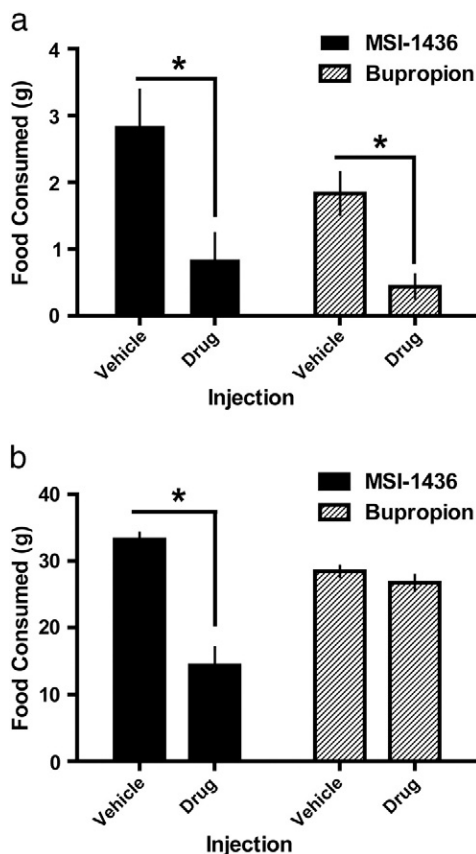 a
MSI-1436
Bupropion
Food Consumed (g)
4
3
2
1
0
*
*
Vehicle
Drug
Vehicle
Drug
Injection
b
MSI-1436
Bupropion
Food Consumed (g)
40
30
20
10
0
*
Vehicle
Drug
Vehicle
Drug
Injection